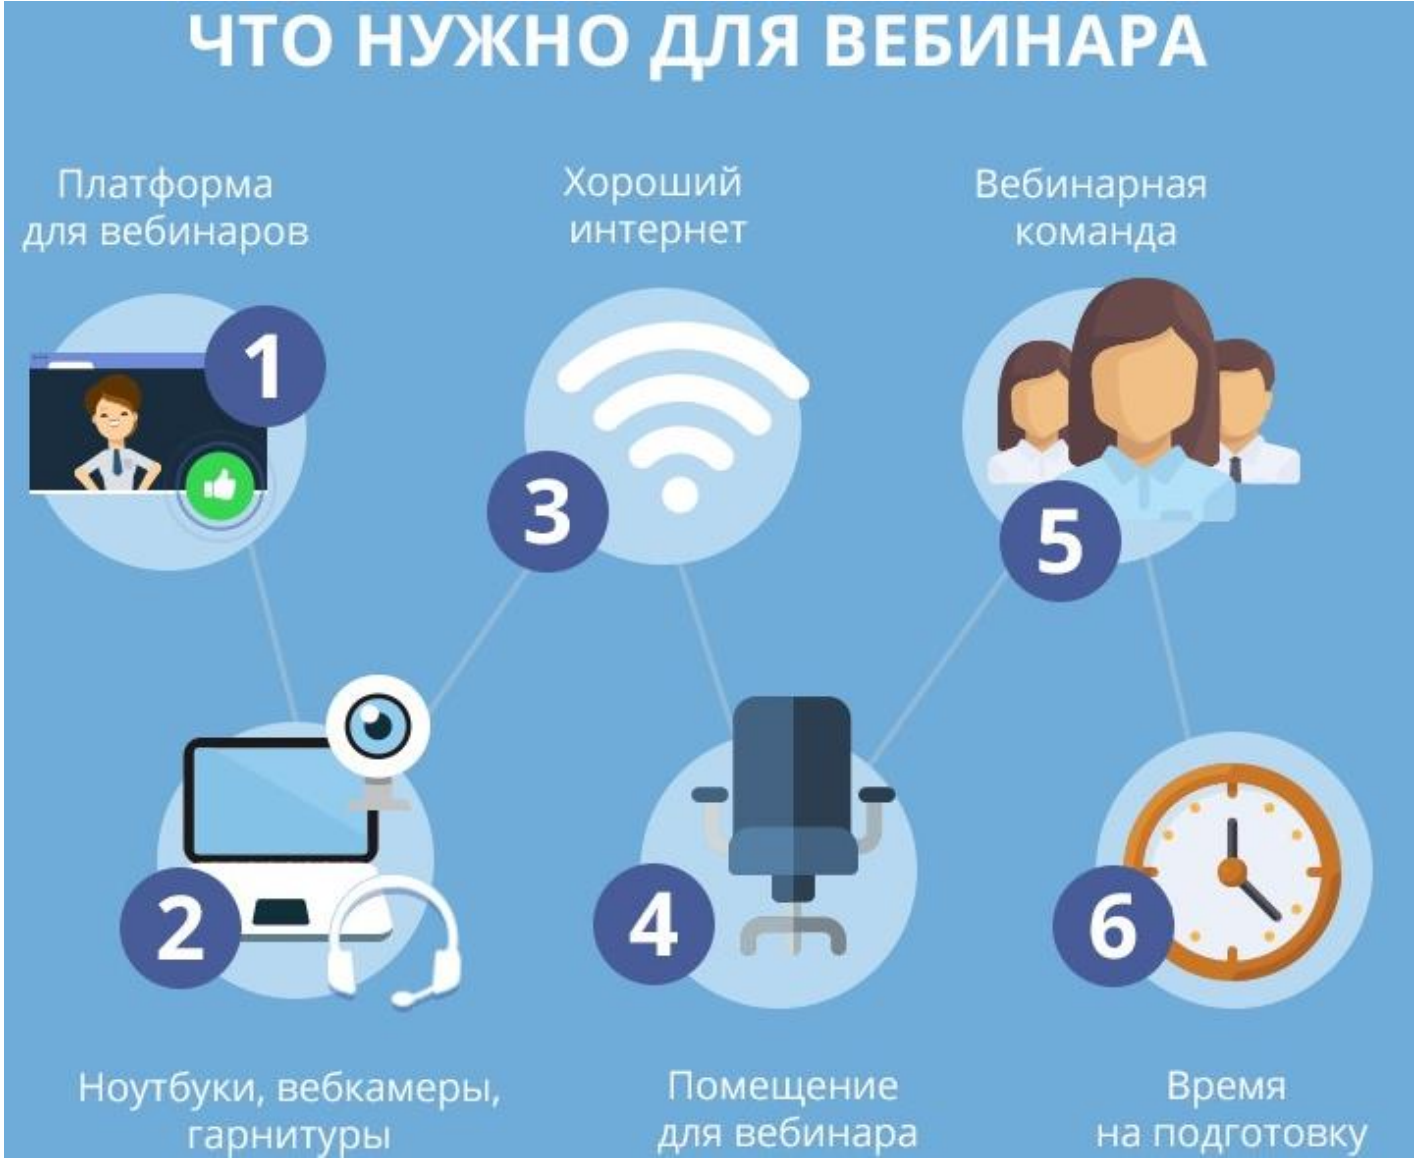 ЧТО НУЖНО ДЛЯ ВЕБИНАРА
Платформа
для вебинаров
1
Ноутбуки, вебкамеры,
гарнитуры
2
Хороший
интернет
3
Помещение
для вебинара
4
Вебинарная
команда
5
Время
на подготовку
6